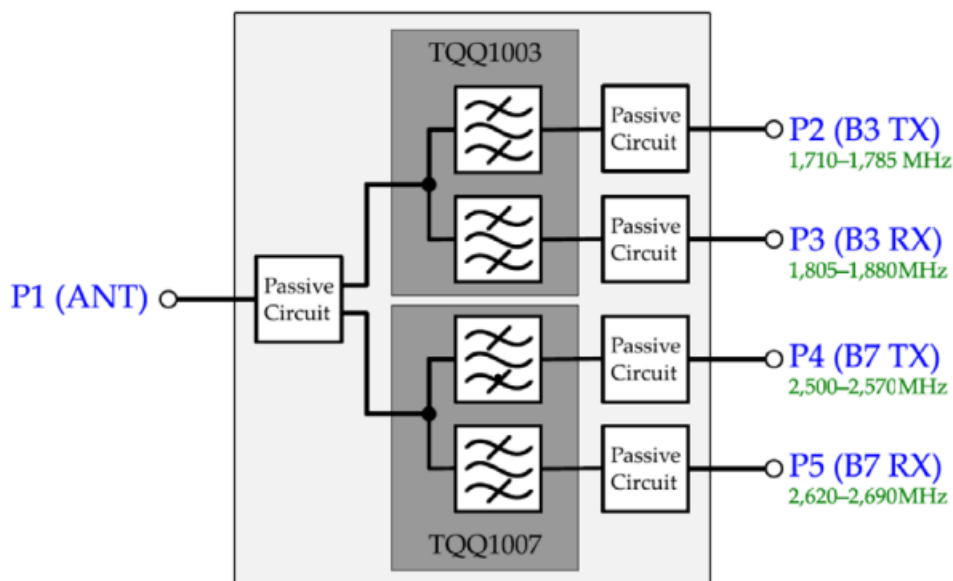 TQQ1003
Passive
Circuit
P2 (B3 TX)
1,710–1,785 MHz
Passive
Circuit
P3 (B3 RX)
1,805–1,880MHz
P1 (ANT)
Passive
Circuit
Passive
Circuit
P4 (B7 TX)
2,500–2,570MHz
Passive
Circuit
P5 (B7 RX)
2,620–2,690MHz
TQQ1007